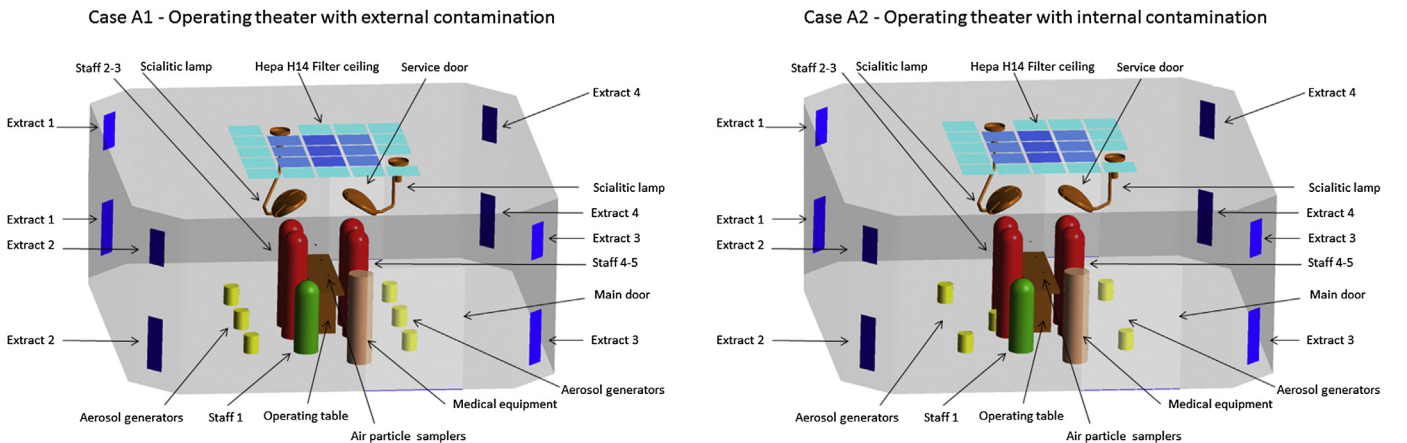 Case A1 - Operating theater with external contamination
Staff 2-3
Scialitic lamp
Hepa H14 Filter ceiling
Service door
Extract 4
Extract 1
Scialitic lamp
Extract 1
Extract 4
Extract 2
Extract 3
Staff 4-5
Main door
Extract 2
Extract 3
Aerosol generators
Medical equipment
Aerosol generators
Staff 1
Operating table
Air particle samplers
Case A2 - Operating theater with internal contamination
Staff 2-3
Scialitic lamp
Hepa H14 Filter ceiling
Service door
Extract 4
Extract 1
Scialitic lamp
Extract 1
Extract 4
Extract 2
Extract 3
Staff 4-5
Main door
Extract 2
Extract 3
Aerosol generators
Medical equipment
Aerosol generators
Staff 1
Operating table
Air particle samplers